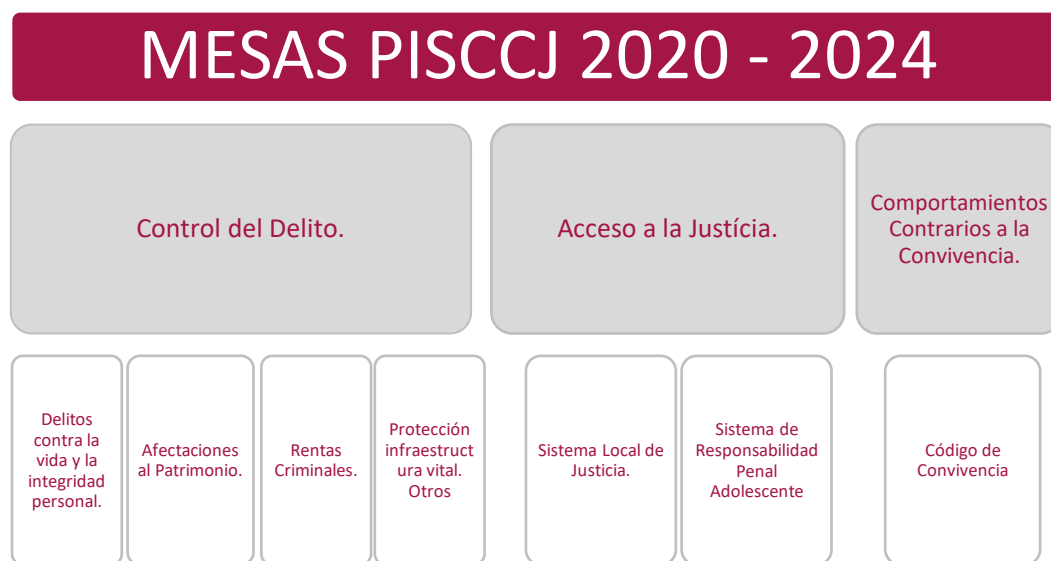 MESAS PISCCJ 2020 - 2024
Control del Delito.
Acceso a la Justícia.
Comportamientos
Contrarios a la
Convivencia.
Delitos
contra la
vida y la
integridad
personal.
Afectaciones
al Patrimonio.
Rentas
Criminales.
Protección
infraestruct
ura vital.
Otros
Sistema Local de
Justicia.
Sistema de
Responsabilidad
Penal
Adolescente
Código de
Convivencia